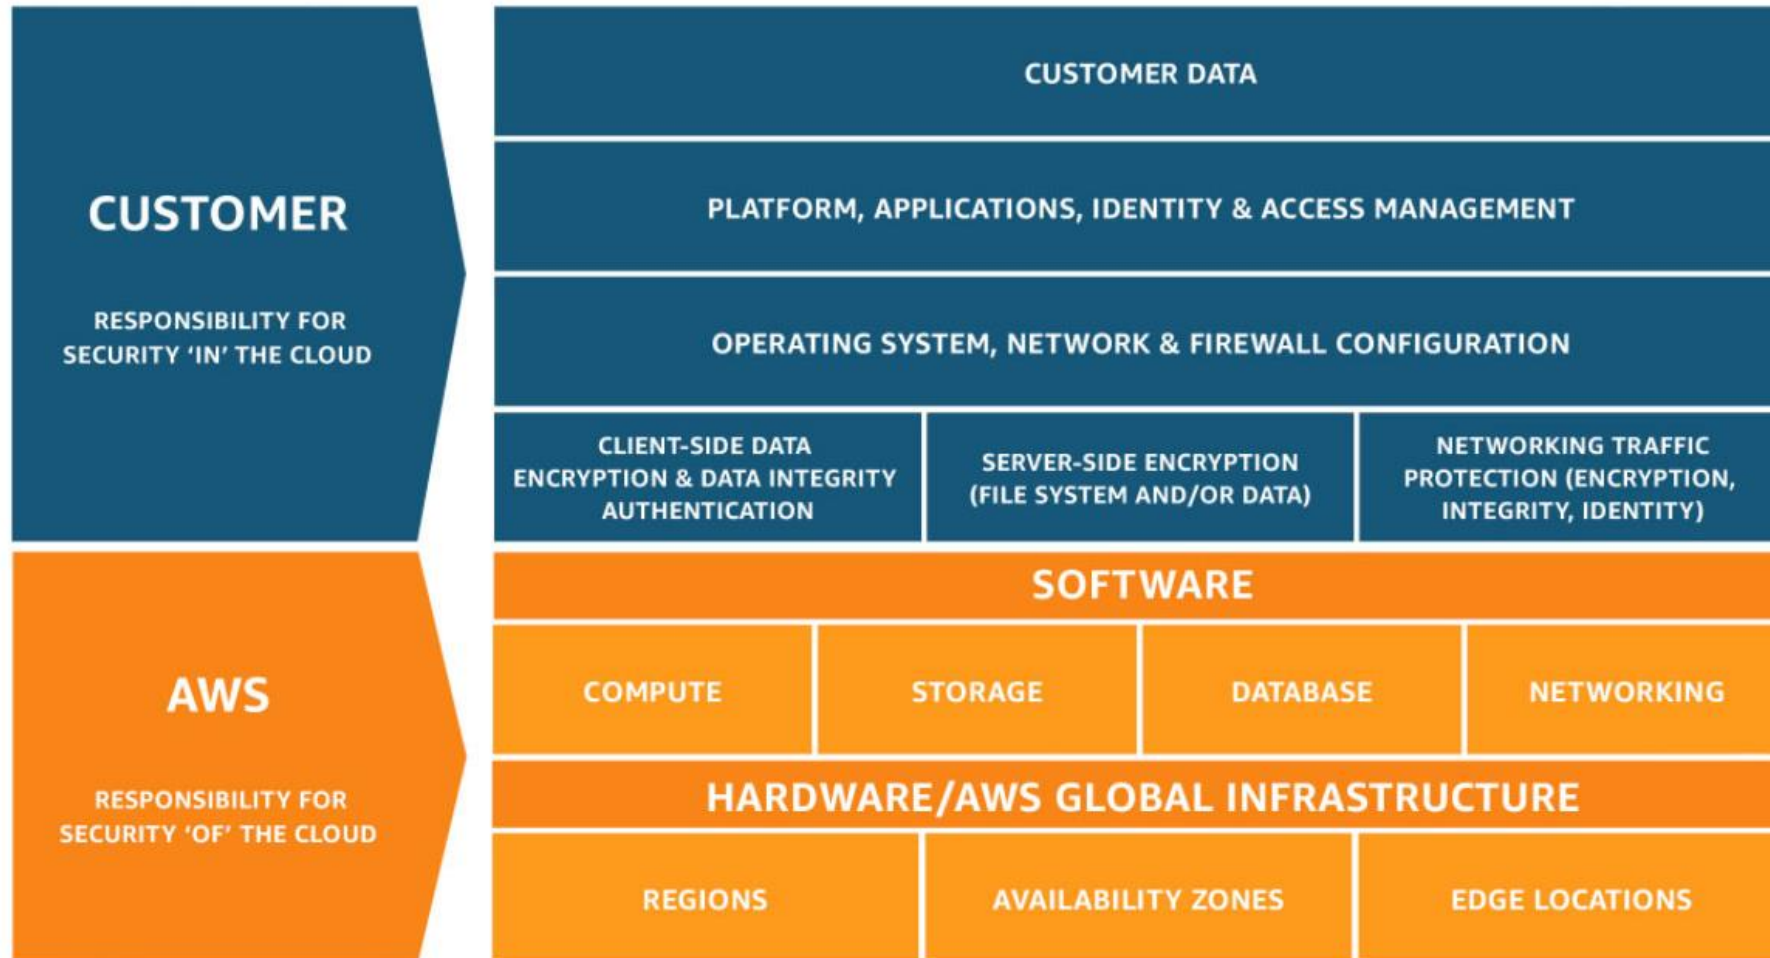 CUSTOMER
RESPONSIBILITY FOR
SECURITY ‘IN’ THE CLOUD
CUSTOMER DATA
PLATFORM, APPLICATIONS, IDENTITY & ACCESS MANAGEMENT
OPERATING SYSTEM, NETWORK & FIREWALL CONFIGURATION
CLIENT-SIDE DATA
ENCRYPTION & DATA INTEGRITY
AUTHENTICATION
SERVER-SIDE ENCRYPTION
(FILE SYSTEM AND/OR DATA)
NETWORKING TRAFFIC
PROTECTION (ENCRYPTION,
INTEGRITY, IDENTITY)
AWS
RESPONSIBILITY FOR
SECURITY ‘OF’ THE CLOUD
SOFTWARE
COMPUTE
STORAGE
DATABASE
NETWORKING
HARDWARE/AWS GLOBAL INFRASTRUCTURE
REGIONS
AVAILABILITY ZONES
EDGE LOCATIONS